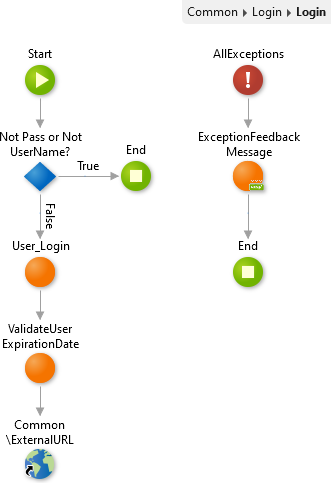 Common ▸ Login ▸ Login
Start
AllExceptions
Not Pass or Not
UserName?
True
End
ExceptionFeedback
Message
False
User_Login
End
ValidateUser
ExpirationDate
Common
\ExternalURL